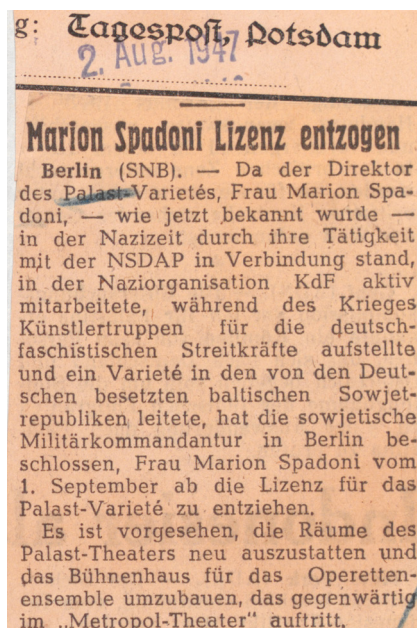 g: Tagespost, Potsdam
2. Aug. 1947
Marion Spadoni Lizenz entzogen
Berlin (SNB). — Da der Direktor
des Palast-Varietés, Frau Marion Spa-
doni, — wie jetzt bekannt wurde —
in der Nazizeit durch ihre Tätigkeit
mit der NSDAP in Verbindung stand,
in der Naziorganisation KdF aktiv
mitarbeitete, während des Krieges
Künstlertruppen für die deutsch-
faschistischen Streitkräfte aufstellte
und ein Varieté in den von den Deut-
schen besetzten baltischen Sowjet-
republiken leitete, hat die sowjetische
Militärkommandantur in Berlin be-
schlossen, Frau Marion Spadoni vom
1. September ab die Lizenz für das
Palast-Varieté zu entziehen.
Es ist vorgesehen, die Räume des
Palast-Theaters neu auszustatten und
das Bühnenhaus für das Operetten-
ensemble umzubauen, das gegenwärtig
im „Metropol-Theater" auftritt.